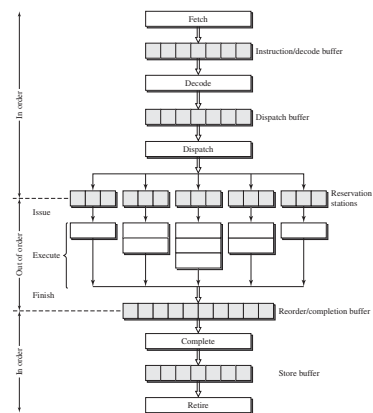 Fetch
Instruction/decode buffer
Decode
In order
Dispatch buffer
Dispatch
Reservation
stations
Issue
Out of order
Execute
Finish
Reorder/completion buffer
Complete
In order
Store buffer
Retire